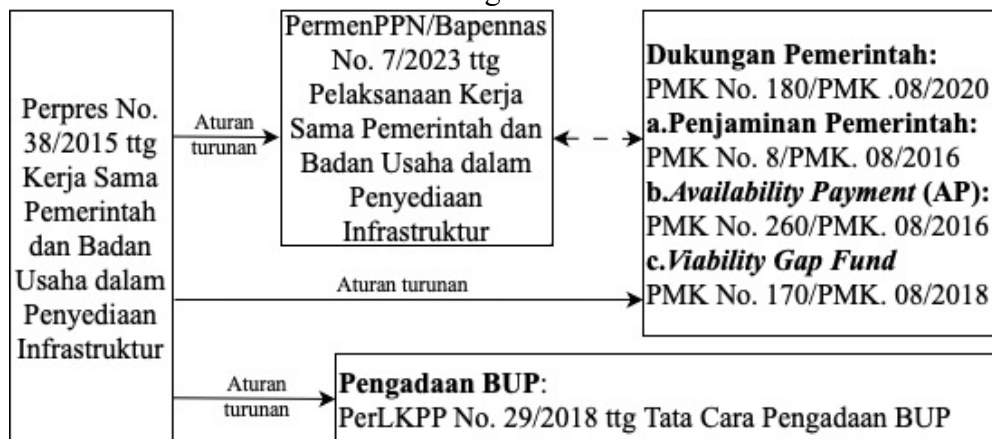 Perpres No.
38/2015 ttg
Kerja Sama
Pemerintah
dan Badan
Usaha dalam
Penyediaan
Infrastruktur
Aturan
turunan
PermenPPN/Bapennas
No. 7/2023 ttg
Pelaksanaan Kerja
Sama Pemerintah dan
Badan Usaha dalam
Penyediaan
Infrastruktur
Dukungan Pemerintah:
PMK No. 180/PMK .08/2020
a.Penjaminan Pemerintah:
PMK No. 8/PMK. 08/2016
b.Availability Payment (AP):
PMK No. 260/PMK. 08/2016
c.Viability Gap Fund
PMK No. 170/PMK. 08/2018
Aturan turunan
Aturan
turunan
Pengadaan BUP:
PerLKPP No. 29/2018 ttg Tata Cara Pengadaan BUP